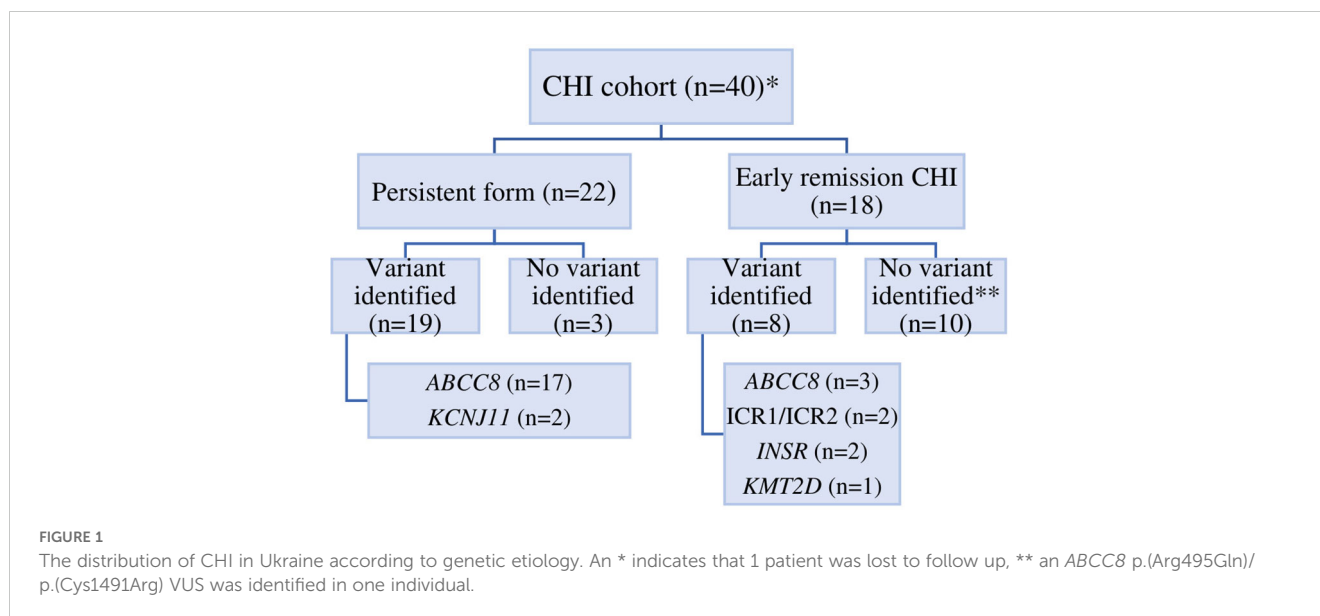 CHI cohort (n=40)*
Persistent form (n=22)
Early remission CHI
(n=18)
Variant
identified
(n=19)
No variant
identified
(n=3)
Variant
identified
(n=8)
No variant
identified**
(n=10)
ABCC8 (n=17)
KCNJ11 (n=2)
ABCC8 (n=3)
ICR1/ICR2 (n=2)
INSR (n=2)
KMT2D (n=1)
FIGURE 1
The distribution of CHI in Ukraine according to genetic etiology. An * indicates that 1 patient was lost to follow up, ** an ABCC8 p.(Arg495Gln)/
p.(Cys1491Arg) VUS was identified in one individual.